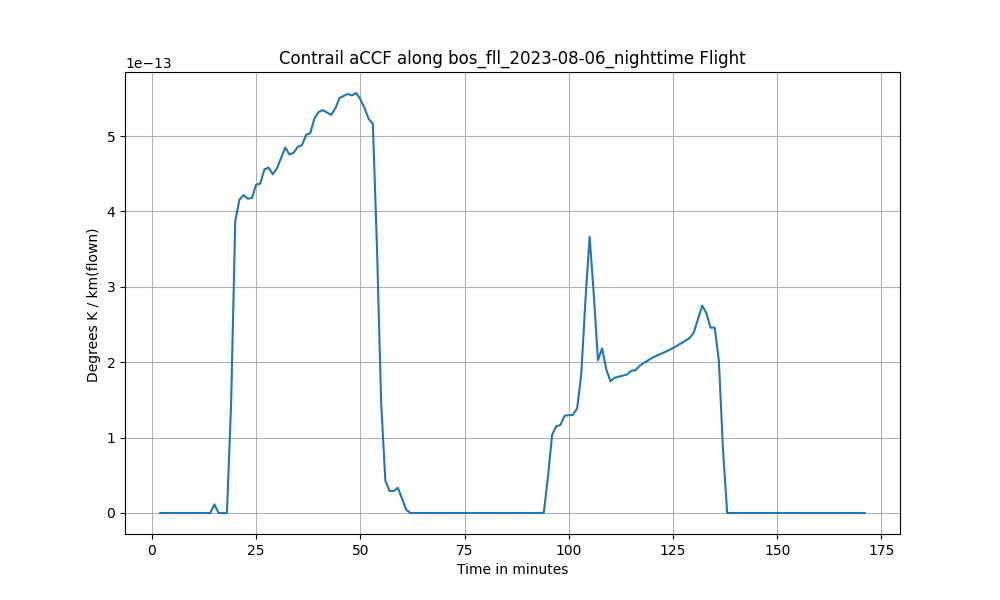 Contrail aCCF along bos_fll_2023-08-06_nighttime Flight
1e−13
5
4
3
2
1
0
Degrees K / km(flown)
0 25 50 75 100 125 150 175
Time in minutes